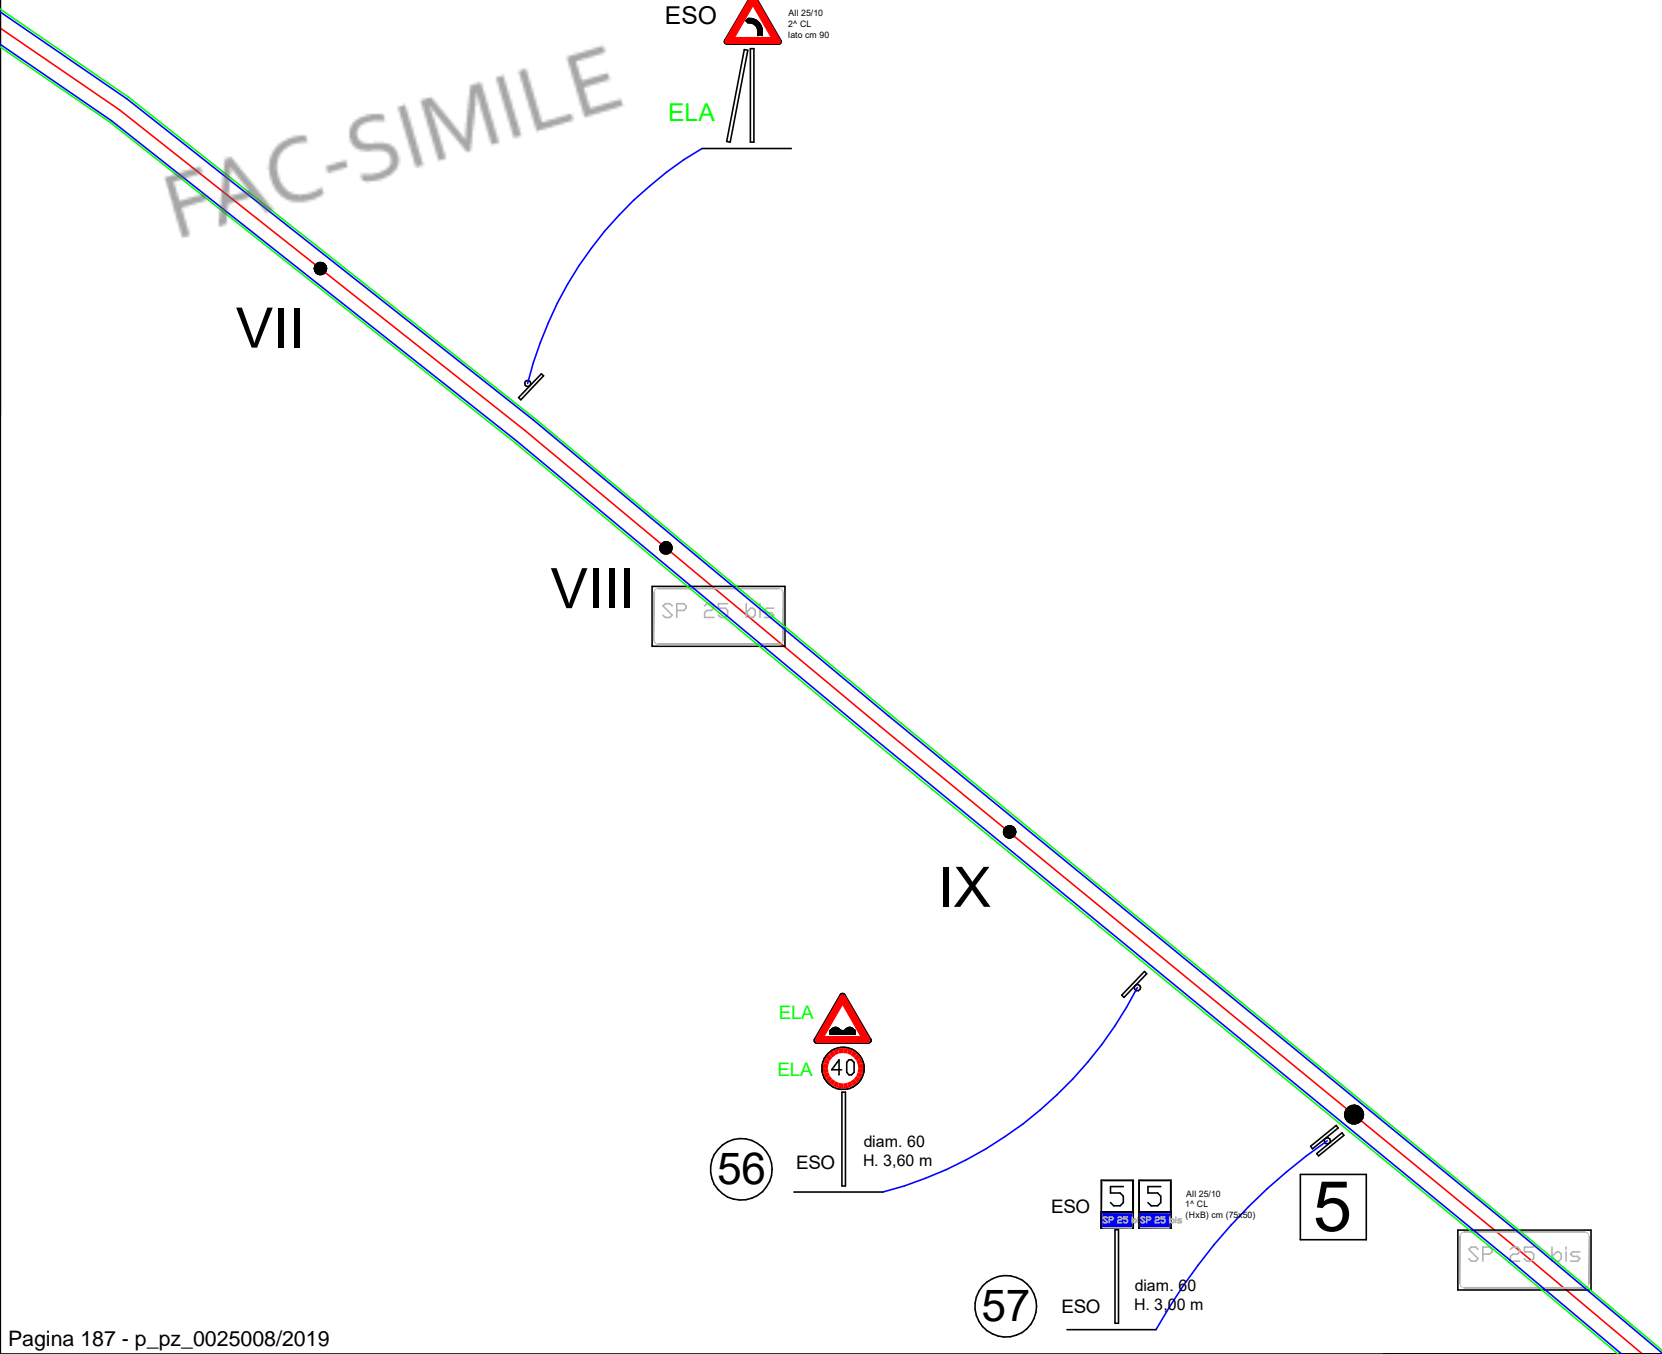 ESO
All 25/10
2^ CL
lato cm 90
FAC-SIMILE
ELA
VII
VIII
SP 25 bis
IX
ELA
ELA
40
56
ESO
diam. 60
H. 3,60 m
ESO
5 5
SP 25 SP 25 bis
All 25/10
1^ CL
(HxB) cm (75x50)
5
SP 25 bis
57
ESO
diam. 60
H. 3,00 m
Pagina 187 - p_pz_0025008/2019